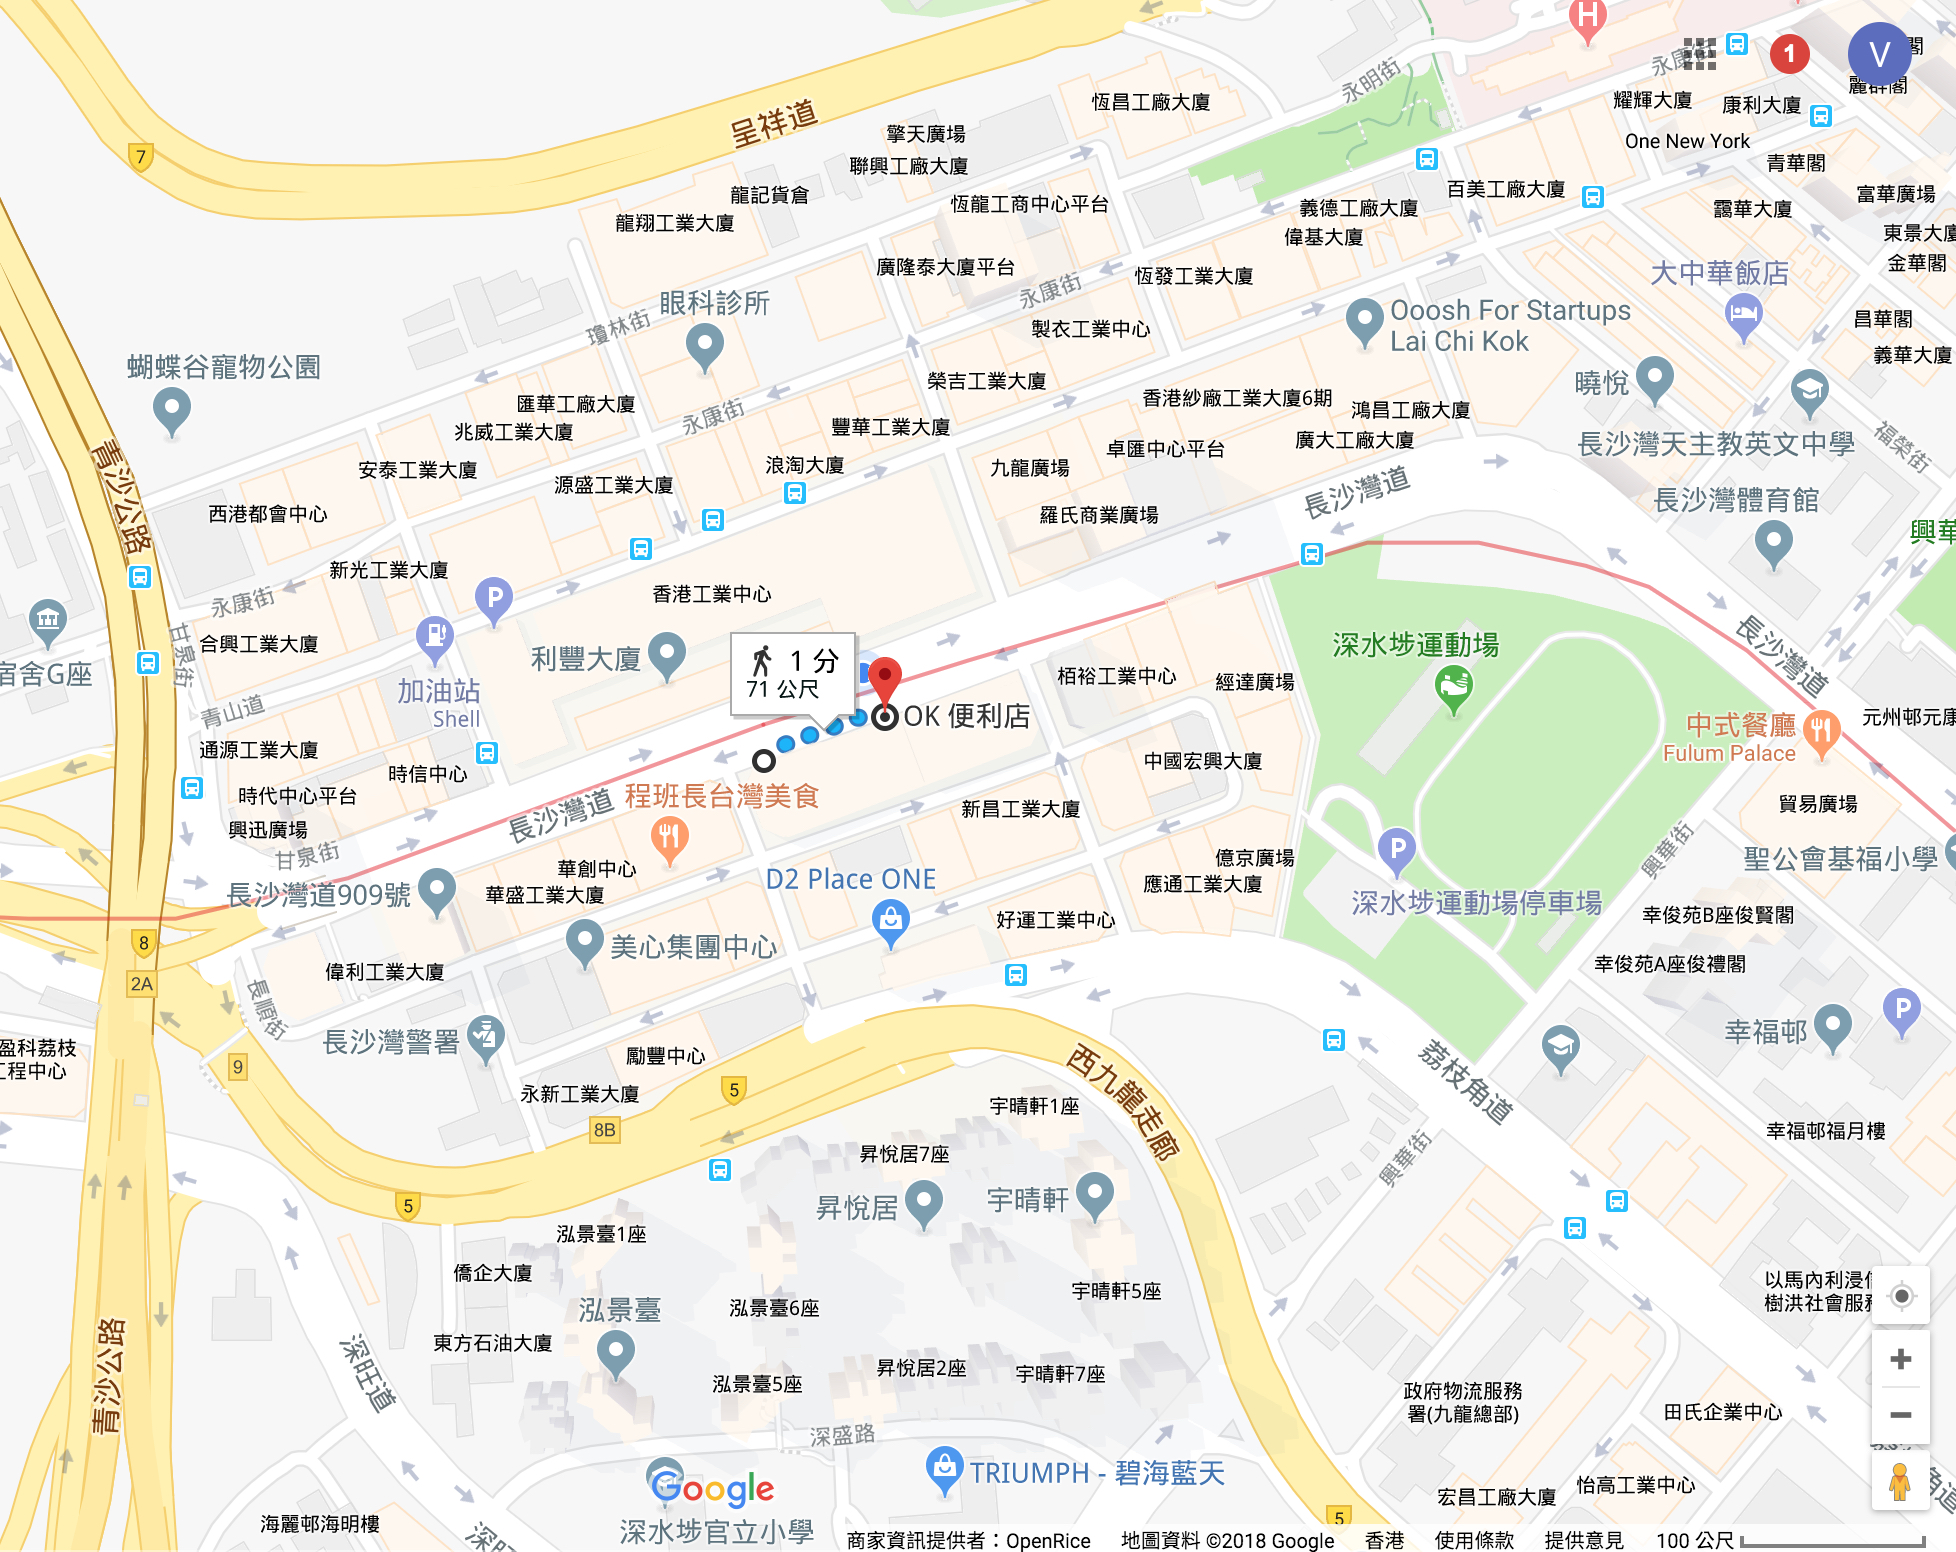 H
永康街
1
V
閣
麗群閣
永明街
恆昌工廠大廈
耀輝大廈
康利大廈
呈祥道
擎天廣場
One New York
7
聯興工廠大廈
青華閣
龍記貨倉
百美工廠大廈
富華廣場
恆龍工商中心平台
義德工廠大廈
靄華大廈
龍翔工業大廈
偉基大廈
東景大廈
廣隆泰大廈平台
恆發工業大廈
金華閣
大中華飯店
永康街
眼科診所
Ooosh For Startups
Lai Chi Kok
瓊林街
製衣工業中心
昌華閣
義華大廈
蝴蝶谷寵物公園
榮吉工業大廈
曉悅
匯華工廠大廈
香港紗廠工業大廈6期
鴻昌工廠大廈
永康街
兆威工業大廈
豐華工業大廈
廣大工廠大廈
長沙灣天主教英文中學
福榮街
卓匯中心平台
安泰工業大廈
浪淘大廈
九龍廣場
青沙公路
源盛工業大廈
長沙灣道
長沙灣體育館
西港都會中心
羅氏商業廣場
興華
新光工業大廈
香港工業中心
永康街
P
合興工業大廈
甘泉街
利豐大廈
1 分
71 公尺
深水埗運動場
長沙灣道
宿舍G座
栢裕工業中心
經達廣場
加油站
Shell
青山道
OK 便利店
元州邨元康
中式餐廳
Fulum Palace
通源工業大廈
時信中心
中國宏興大廈
時代中心平台
程班長台灣美食
長沙灣道
新昌工業大廈
貿易廣場
興迅廣場
甘泉街
P
興華街
華創中心
億京廣場
聖公會基福小學
長沙灣道909號
華盛工業大廈
D2 Place ONE
應通工業大廈
深水埗運動場停車場
好運工業中心
幸俊苑B座俊賢閣
8
美心集團中心
偉利工業大廈
幸俊苑A座俊禮閣
2A
長順街
P
長沙灣警署
幸福邨
盈科荔枝
工程中心
勵豐中心
9
西九龍走廊
荔枝角道
永新工業大廈
5
宇晴軒1座
8B
幸福邨福月樓
昇悅居7座
興華街
昇悅居
宇晴軒
5
泓景臺1座
僑企大廈
宇晴軒5座
以馬內利浸信
樹洪社會服務
泓景臺
泓景臺6座
東方石油大廈
青沙公路
深旺道
昇悅居2座
宇晴軒7座
泓景臺5座
政府物流服務
署(九龍總部)
田氏企業中心
深盛路
TRIUMPH - 碧海藍天
Google
怡高工業中心
宏昌工廠大廈
角道
海麗邨海明樓
深水埗官立小學
深旺
5
商家資訊提供者：OpenRice
地圖資料 ©2018 Google
香港
使用條款
提供意見
100 公尺